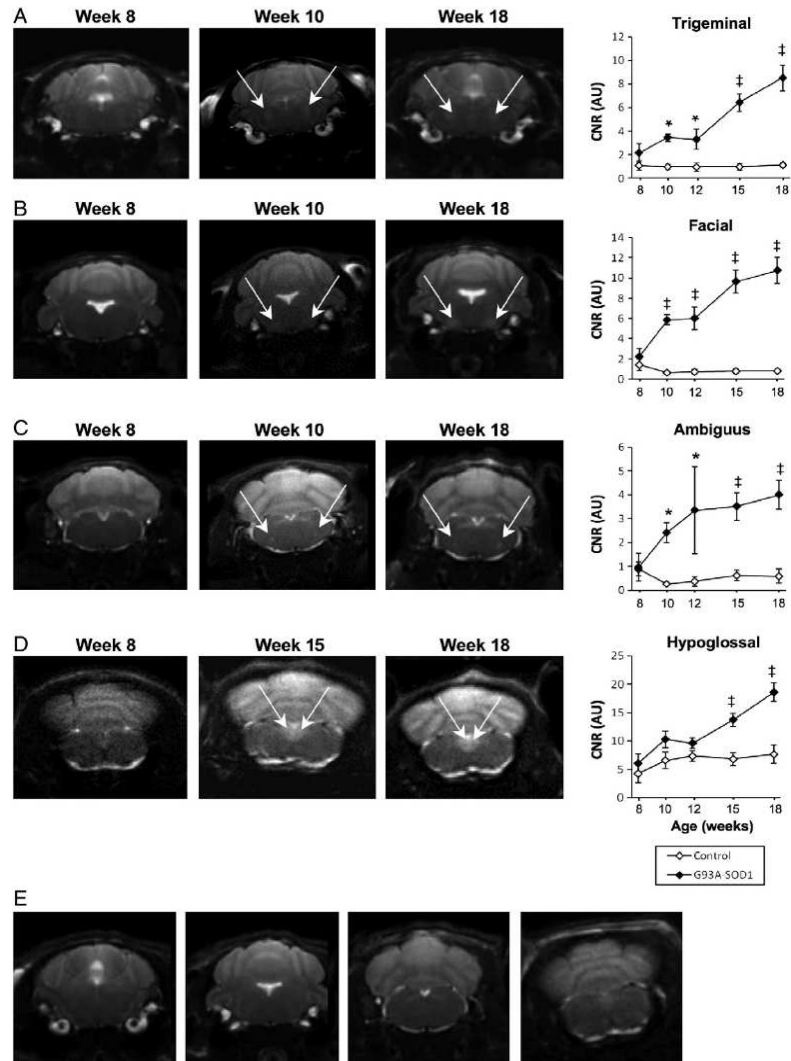 A
Week 8
Week 10
Week 18
Trigeminal
CNR (AU)
12
10
8
6
4
2
0
* * ‡ ‡
8 10 12 15 18
B
Week 8
Week 10
Week 18
Facial
CNR (AU)
14
12
10
8
6
4
2
0
‡ ‡ ‡ ‡
8 10 12 15 18
C
Week 8
Week 10
Week 18
Ambiguus
CNR (AU)
6
5
4
3
2
1
0
* * ‡ ‡
8 10 12 15 18
D
Week 8
Week 15
Week 18
Hypoglossal
CNR (AU)
25
20
15
10
5
0
‡ ‡
8 10 12 15 18
Age (weeks)
Control
G93A-SOD1
E